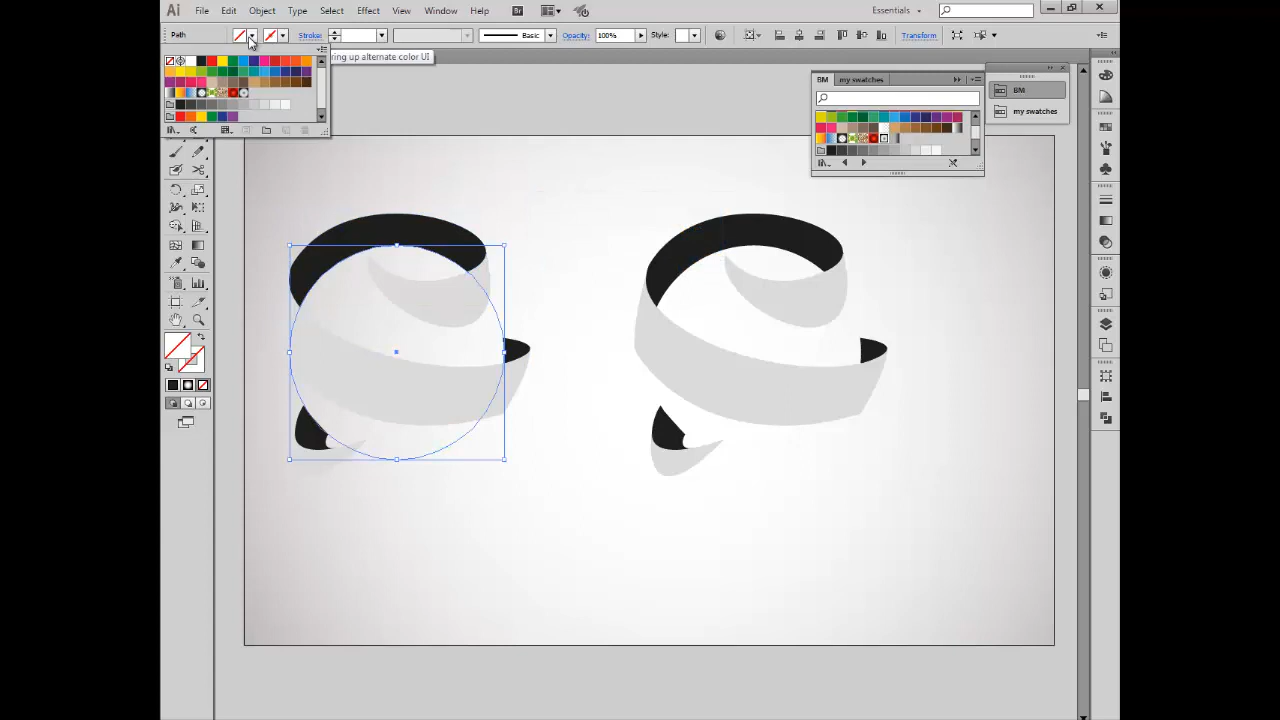 Ai File Edit Object Type Select Effect View Window Help Br Essentials
Path Stroke: Basic Opacity: 100% Style: Transform
ring up alternate color UI
BM my swatches
BM
my swatches